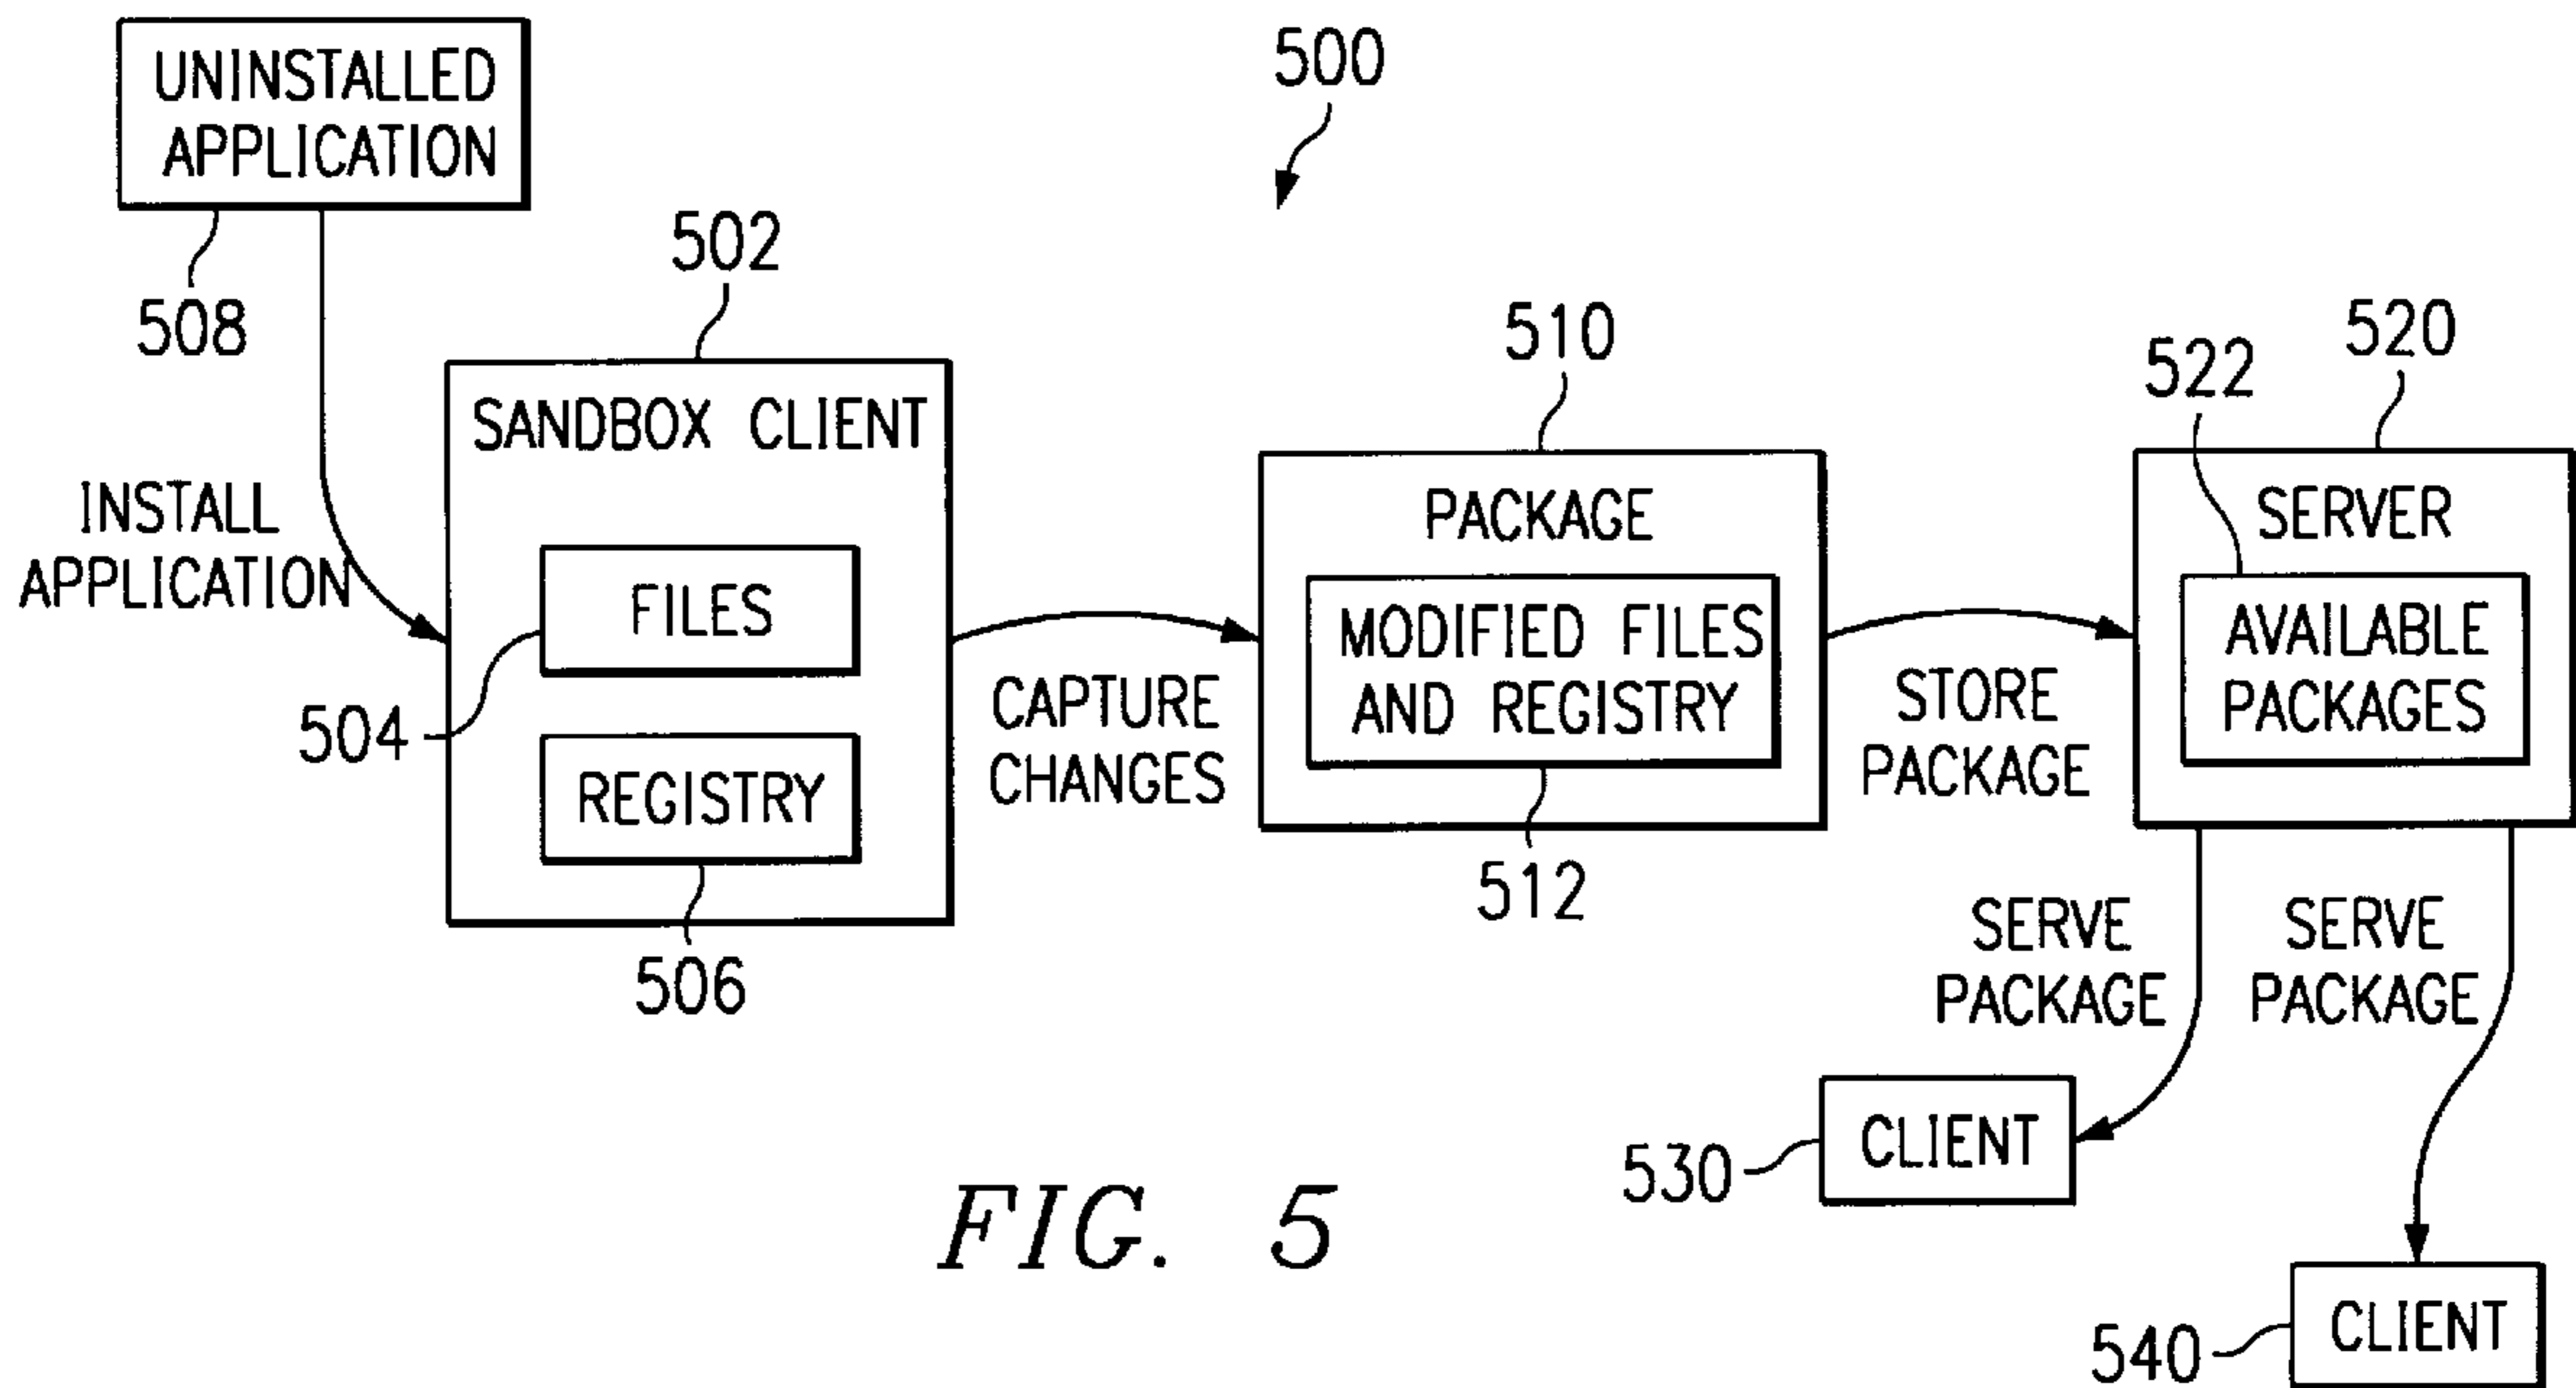 UNINSTALLED
APPLICATION
508
500
502
SANDBOX CLIENT
INSTALL
APPLICATION
FILES
504
REGISTRY
506
CAPTURE
CHANGES
510
PACKAGE
MODIFIED FILES
AND REGISTRY
512
STORE
PACKAGE
520
522
SERVER
AVAILABLE
PACKAGES
SERVE
PACKAGE
SERVE
PACKAGE
CLIENT
530
CLIENT
540
FIG. 5